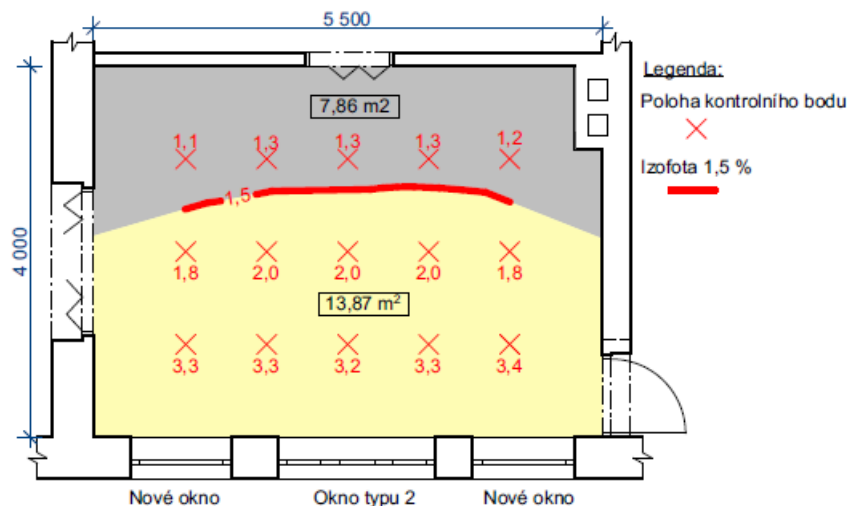 5 500
Legenda:
7,86 m2
Poloha kontrolního bodu
1,1 1,3 1,3 1,3 1,2
Izofota 1,5 %
1,5
4 000
1,8 2,0 2,0 2,0 1,8
13,87 m²
3,3 3,3 3,2 3,3 3,4
Nové okno Okno typu 2 Nové okno